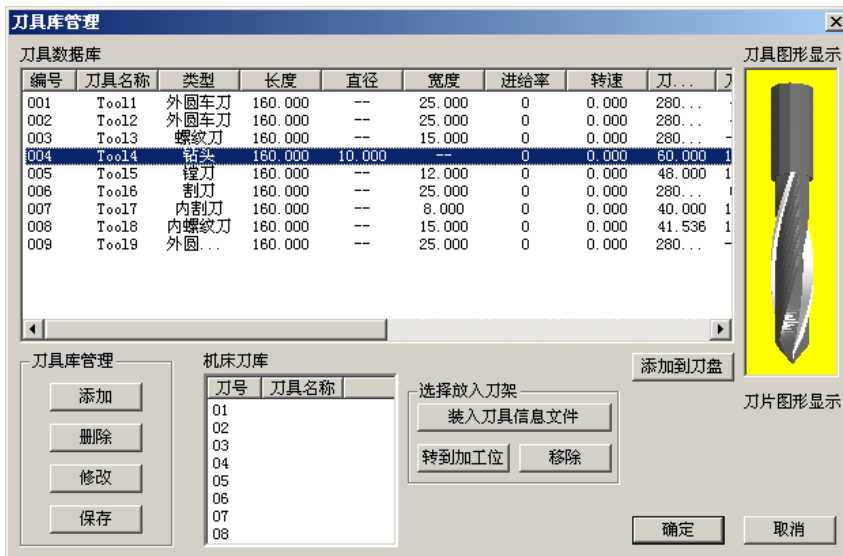 刀具库管理
刀具数据库 刀具图形显示
编号 刀具名称 类型 长度 直径 宽度 进给率 转速 刀...
001 Tool1 外圆车刀 160.000 -- 25.000 0 0.000 280...
002 Tool2 外圆车刀 160.000 -- 25.000 0 0.000 280...
003 Tool3 螺纹刀 160.000 -- 15.000 0 0.000 280...
004 Tool4 钻头 160.000 10.000 -- 0 0.000 60.000 1
005 Tool5 镗刀 160.000 -- 12.000 0 0.000 48.000 1
006 Tool6 割刀 160.000 -- 25.000 0 0.000 280...
007 Tool7 内割刀 160.000 -- 8.000 0 0.000 40.000 1
008 Tool8 内螺纹刀 160.000 -- 15.000 0 0.000 41.536 1
009 Tool9 外圆... 160.000 -- 25.000 0 0.000 280...
刀具库管理
添加
删除
修改
保存
机床刀库
刀号 刀具名称
01
02
03
04
05
06
07
08
添加到刀盘
选择放入刀架
装入刀具信息文件
转到加工位 移除
刀片图形显示
确定 取消